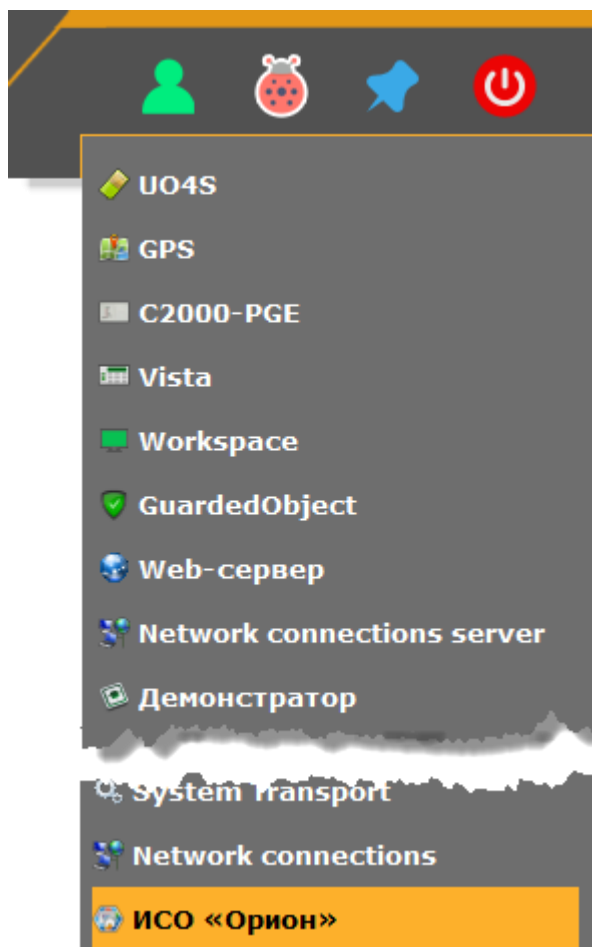 UO4S
GPS
C2000-PGE
Vista
Workspace
GuardedObject
Web-сервер
Network connections server
Демонстратор
System Transport
Network connections
ИСО «Орион»